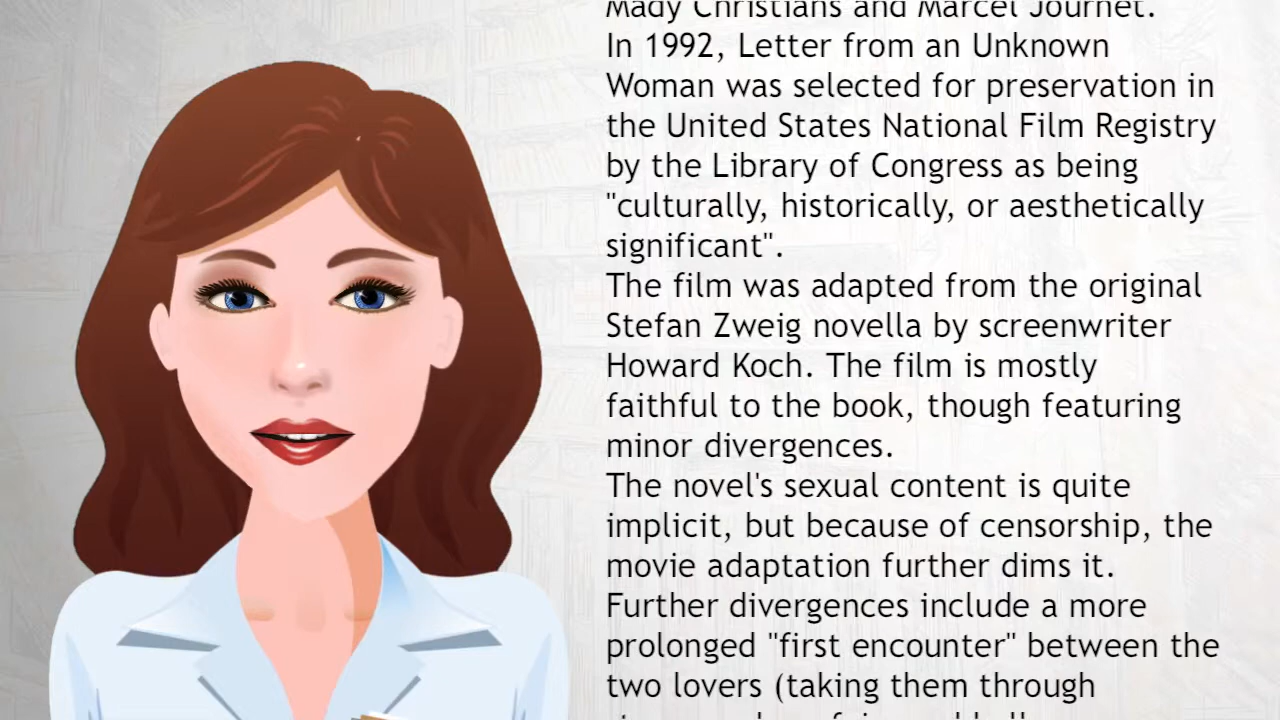 Mady Christians and Marcel Journet.
In 1992, Letter from an Unknown
Woman was selected for preservation in
the United States National Film Registry
by the Library of Congress as being
"culturally, historically, or aesthetically
significant".
The film was adapted from the original
Stefan Zweig novella by screenwriter
Howard Koch. The film is mostly
faithful to the book, though featuring
minor divergences.
The novel's sexual content is quite
implicit, but because of censorship, the
movie adaptation further dims it.
Further divergences include a more
prolonged "first encounter" between the
two lovers (taking them through